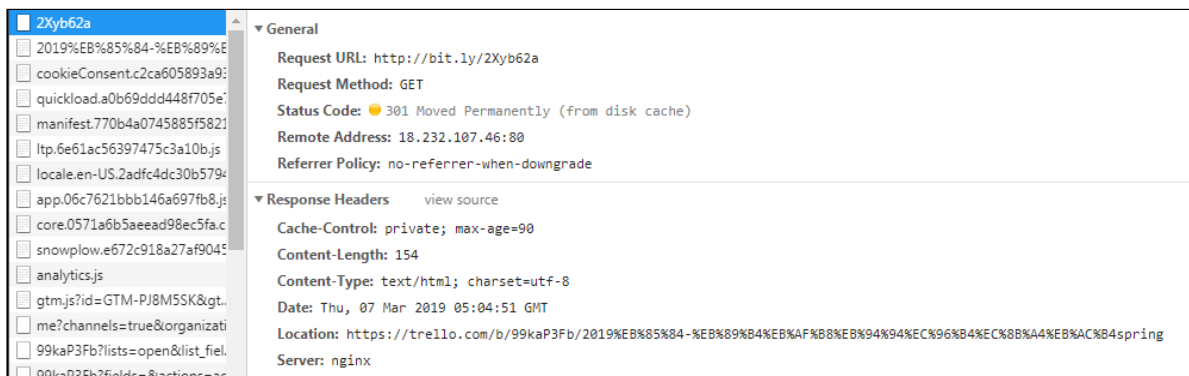 2Xyb62a
2019%EB%85%84-%EB%89%E
cookieConsent.c2ca605893a93
quickload.a0b69ddd448f705e7
manifest.770b4a0745885f5821
ltp.6e61ac56397475c3a10b.js
locale.en-US.2adfc4dc30b5794
app.06c7621bbb146a697fb8.js
core.0571a6b5aeead98ec5fa.c
snowplow.e672c918a27af9045
analytics.js
gtm.js?id=GTM-PJ8M5SK&gt..
me?channels=true&organizati
99kaP3Fb?lists=open&list_fiel.
99kaP3Fb?fields=&actions=ac
▼ General
Request URL: http://bit.ly/2Xyb62a
Request Method: GET
Status Code: 301 Moved Permanently (from disk cache)
Remote Address: 18.232.107.46:80
Referrer Policy: no-referrer-when-downgrade
▼ Response Headers view source
Cache-Control: private; max-age=90
Content-Length: 154
Content-Type: text/html; charset=utf-8
Date: Thu, 07 Mar 2019 05:04:51 GMT
Location: https://trello.com/b/99kaP3Fb/2019%EB%85%84-%EB%89%B4%EB%AF%B8%EB%94%94%EC%96%B4%EC%8B%A4%EB%AC%B4spring
Server: nginx